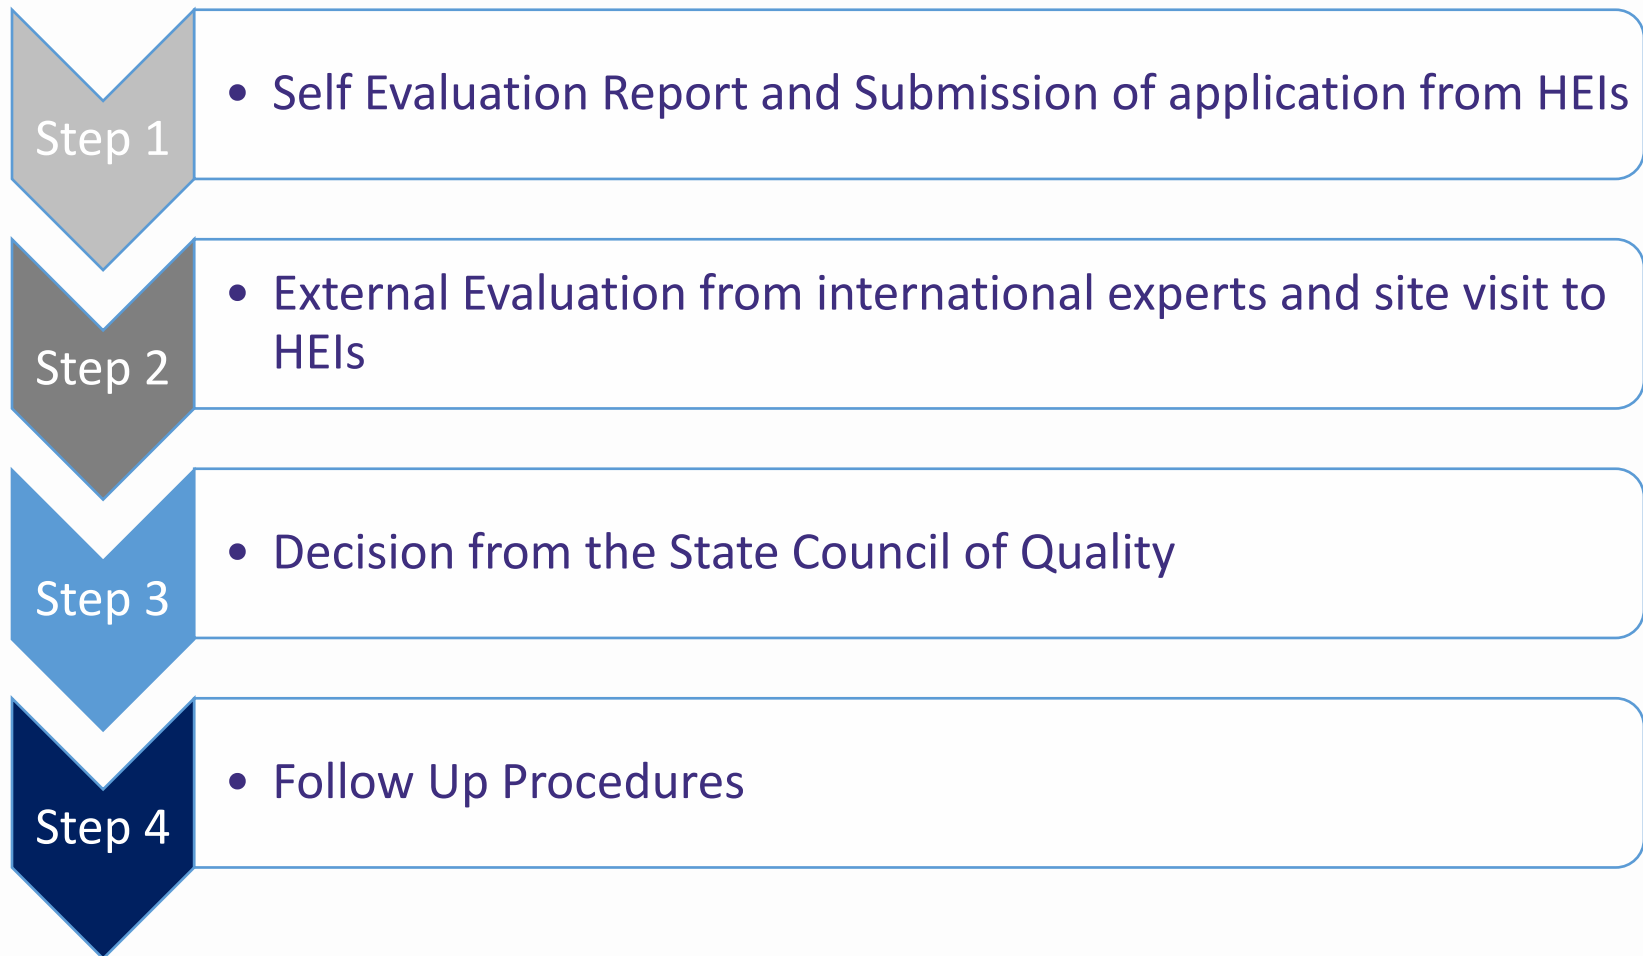 Step 1
• Self Evaluation Report and Submission of application from HEIs
Step 2
• External Evaluation from international experts and site visit to
HEIs
Step 3
• Decision from the State Council of Quality
Step 4
• Follow Up Procedures